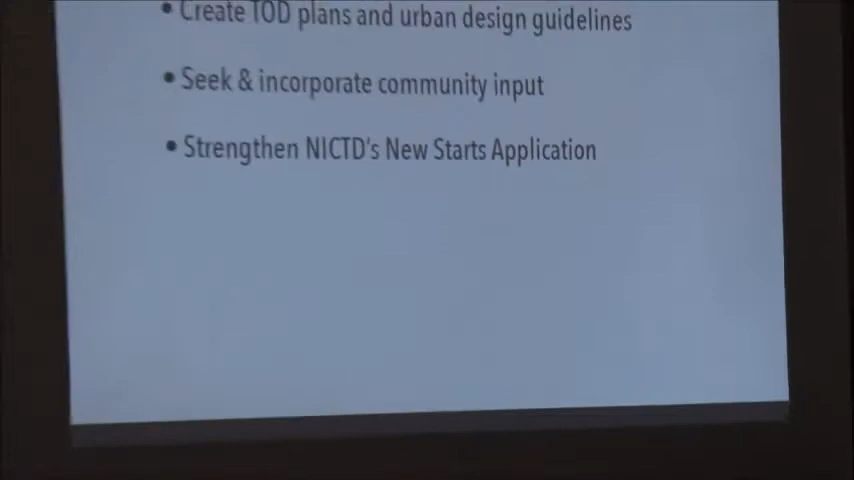 • Create TOD plans and urban design guidelines
• Seek & incorporate community input
• Strengthen NICTD's New Starts Application